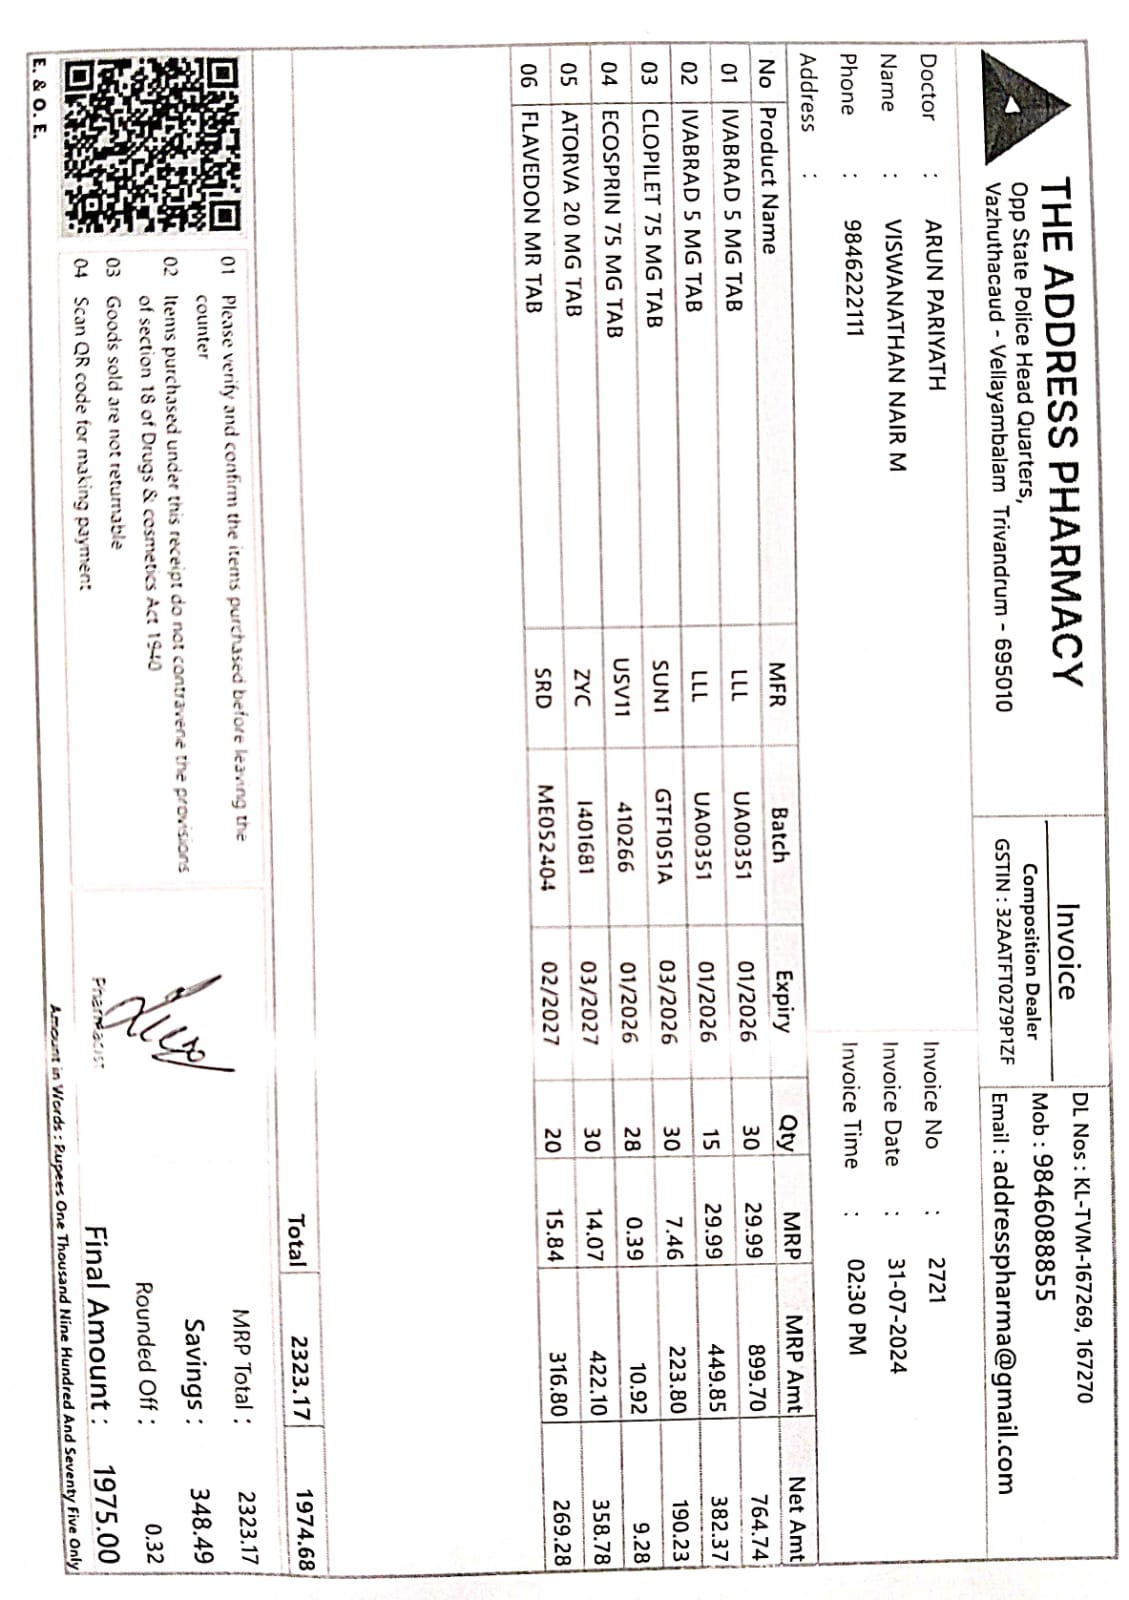 THE ADDRESS PHARMACY
Opp State Police Head Quarters,
Vazhuthacaud - Vellayambalam Trivandrum - 695010
Invoice
Composition Dealer
GSTIN : 32AATFT0279P1ZF
DL Nos : KL-TVM-167269, 167270
Mob : 9846088855
Email : addresspharma@gmail.com
Doctor : ARUN PARIYATH
Name : VISWANATHAN NAIR M
Phone : 9846222111
Address :
Invoice No : 2721
Invoice Date : 31-07-2024
Invoice Time : 02:30 PM
No Product Name MFR Batch Expiry Qty MRP MRP Amt Net Amt
01 IVABRAD 5 MG TAB LLL UA00351 01/2026 30 29.99 899.70 764.74
02 IVABRAD 5 MG TAB LLL UA00351 01/2026 15 29.99 449.85 382.37
03 CLOPILET 75 MG TAB SUN1 GTF1051A 03/2026 30 7.46 223.80 190.23
04 ECOSPRIN 75 MG TAB USV11 410266 01/2026 28 0.39 10.92 9.28
05 ATORVA 20 MG TAB ZYC I401681 03/2027 30 14.07 422.10 358.78
06 FLAVEDON MR TAB SRD ME052404 02/2027 20 15.84 316.80 269.28
Total 2323.17 1974.68
01 Please verify and confirm the items purchased before leaving the
counter
02 Items purchased under this receipt do not contravene the provisions
of section 18 of Drugs & cosmetics Act 1940
03 Goods sold are not returnable
04 Scan QR code for making payment
Pharmacist
MRP Total : 2323.17
Savings : 348.49
Rounded Off : 0.32
Final Amount : 1975.00
Amount in Words : Rupees One Thousand Nine Hundred And Seventy Five Only
E. & O. E.